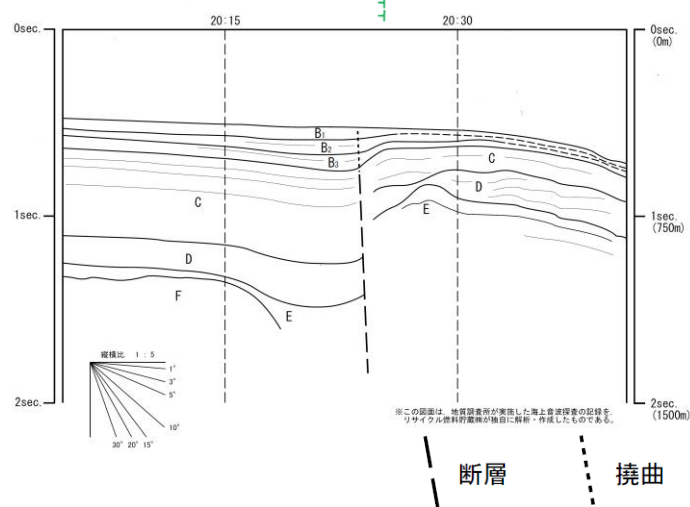 20:15 20:30
0sec. 0sec.
(0m)
B1
B2
B3
C
C
D
E
1sec. 1sec.
(750m)
D
F
E
縦横比 1:5
1°
3°
5°
10°
30° 20° 15°
2sec. 2sec.
(1500m)
※この図面は、地質調査所が実施した海上音波探査の記録を、
リサイクル燃料貯蔵㈱が独自に解析・作成したものである。
断層 撓曲